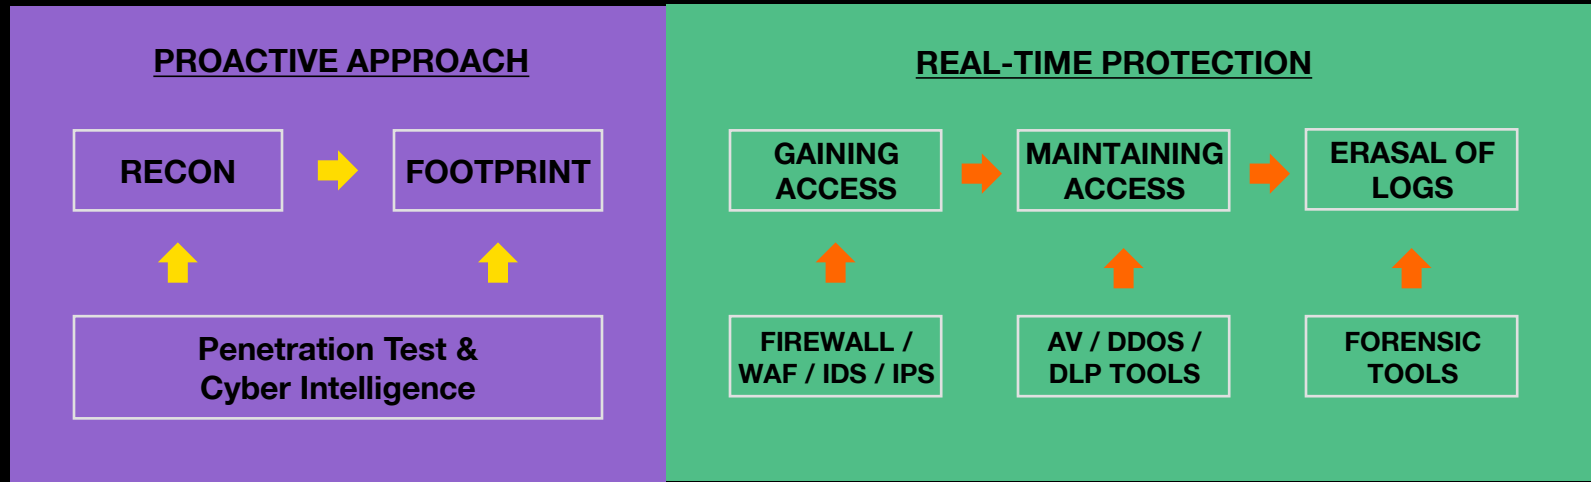 PROACTIVE APPROACH
RECON
FOOTPRINT
Penetration Test &
Cyber Intelligence
REAL-TIME PROTECTION
GAINING
ACCESS
MAINTAINING
ACCESS
ERASAL OF
LOGS
FIREWALL /
WAF / IDS / IPS
AV / DDOS /
DLP TOOLS
FORENSIC
TOOLS